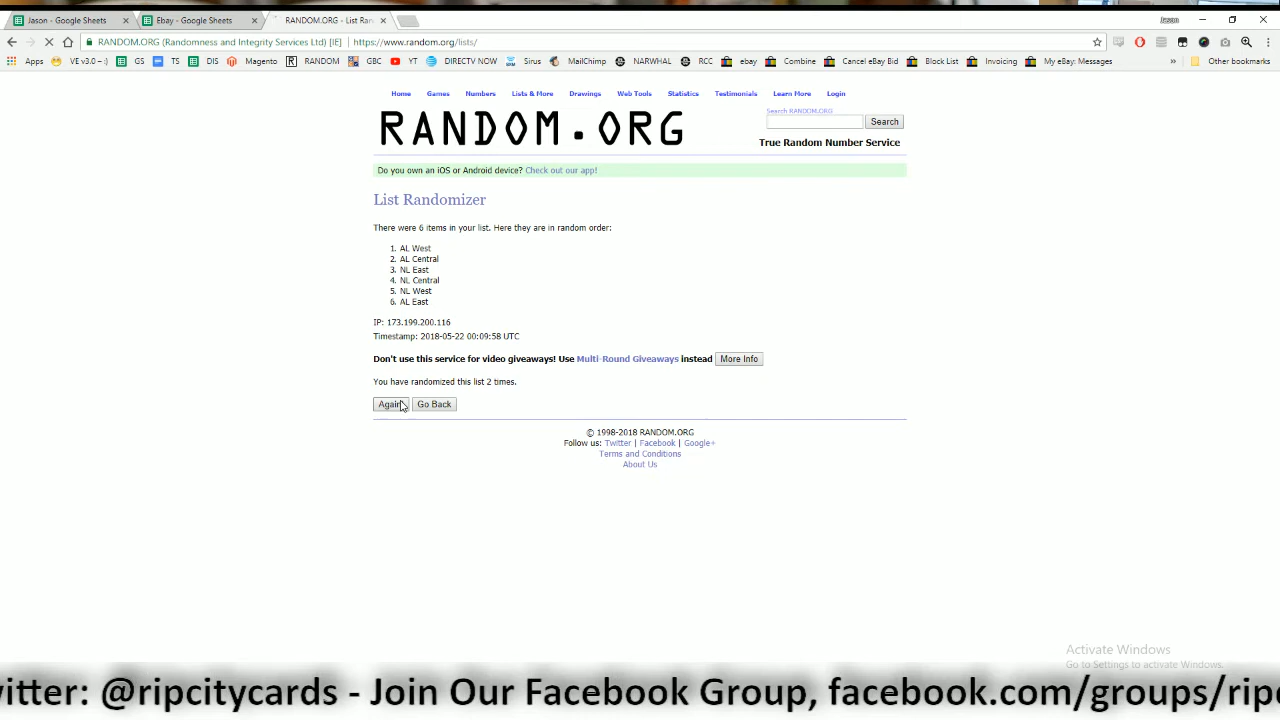 Jason - Google Sheets
Ebay - Google Sheets
RANDOM.ORG - List Ran
RANDOM.ORG (Randomness and Integrity Services Ltd) [IE]
https://www.random.org/lists/
Apps
VE v3.0 -- :)
GS
TS
DIS
Magento
RANDOM
GBC
YT
DIRECTV NOW
Sirus
MailChimp
NARWHAL
RCC
ebay
Combine
Cancel eBay Bid
Block List
Invoicing
My eBay: Messages
»
Other bookmarks
Home
Games
Numbers
Lists & More
Drawings
Web Tools
Statistics
Testimonials
Learn More
Login
RANDOM.ORG
Search RANDOM.ORG
Search
True Random Number Service
Do you own an iOS or Android device? Check out our app!
List Randomizer
There were 6 items in your list. Here they are in random order:
1. AL West
2. AL Central
3. NL East
4. NL Central
5. NL West
6. AL East
IP: 173.199.200.116
Timestamp: 2018-05-22 00:09:58 UTC
Don't use this service for video giveaways! Use Multi-Round Giveaways instead
More Info
You have randomized this list 2 times.
Again
Go Back
© 1998-2018 RANDOM.ORG
Follow us: Twitter | Facebook | Google+
Terms and Conditions
About Us
Activate Windows
Go to Settings to activate Windows.
witter: @ripcitycards - Join Our Facebook Group, facebook.com/groups/ripc